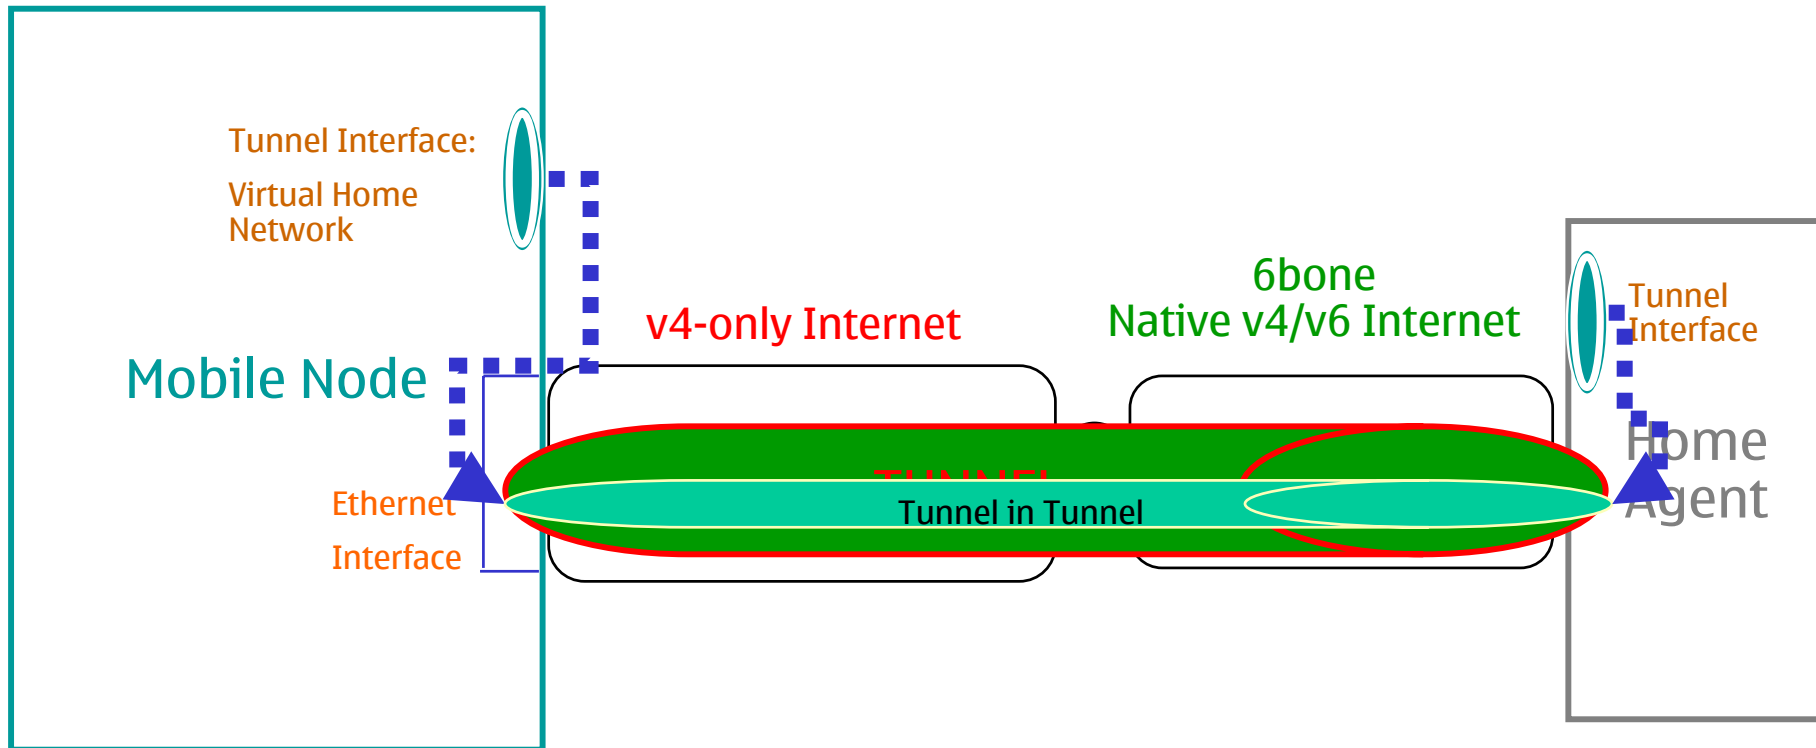 Tunnel Interface:
Virtual Home
Network
6bone
Native v4/v6 Internet
v4-only Internet
Tunnel
Interface
Mobile Node
Home
Agent
TUNNEL
Tunnel in Tunnel
Ethernet
Interface